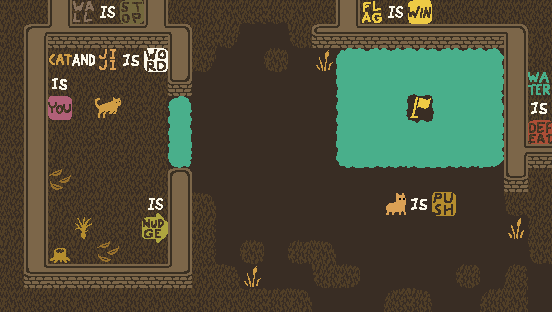 WALL IS STOP
FLAG IS WIN
CAT AND JIJI IS WORD
IS
YOU
WATER
IS
DEFEAT
IS
NUDGE
IS PUSH